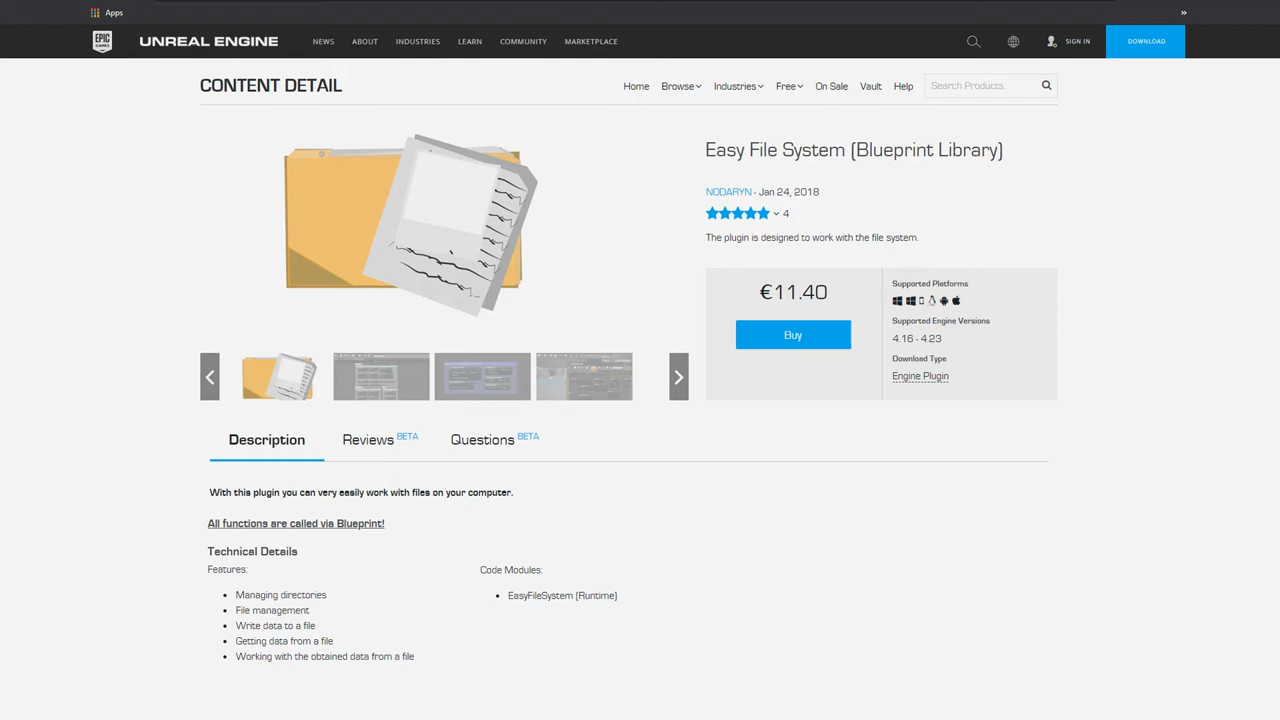 Apps
»
EPIC GAMES UNREAL ENGINE NEWS ABOUT INDUSTRIES LEARN COMMUNITY MARKETPLACE SIGN IN DOWNLOAD
CONTENT DETAIL Home Browse Industries Free On Sale Vault Help Search Products.
Easy File System (Blueprint Library)
NODARYN - Jan 24, 2018
4
The plugin is designed to work with the file system.
€11.40
Buy
Supported Platforms
Supported Engine Versions
4.16 - 4.23
Download Type
Engine Plugin
Description Reviews BETA Questions BETA
With this plugin you can very easily work with files on your computer.
All functions are called via Blueprint!
Technical Details
Features:
• Managing directories
• File management
• Write data to a file
• Getting data from a file
• Working with the obtained data from a file
Code Modules:
• EasyFileSystem (Runtime)